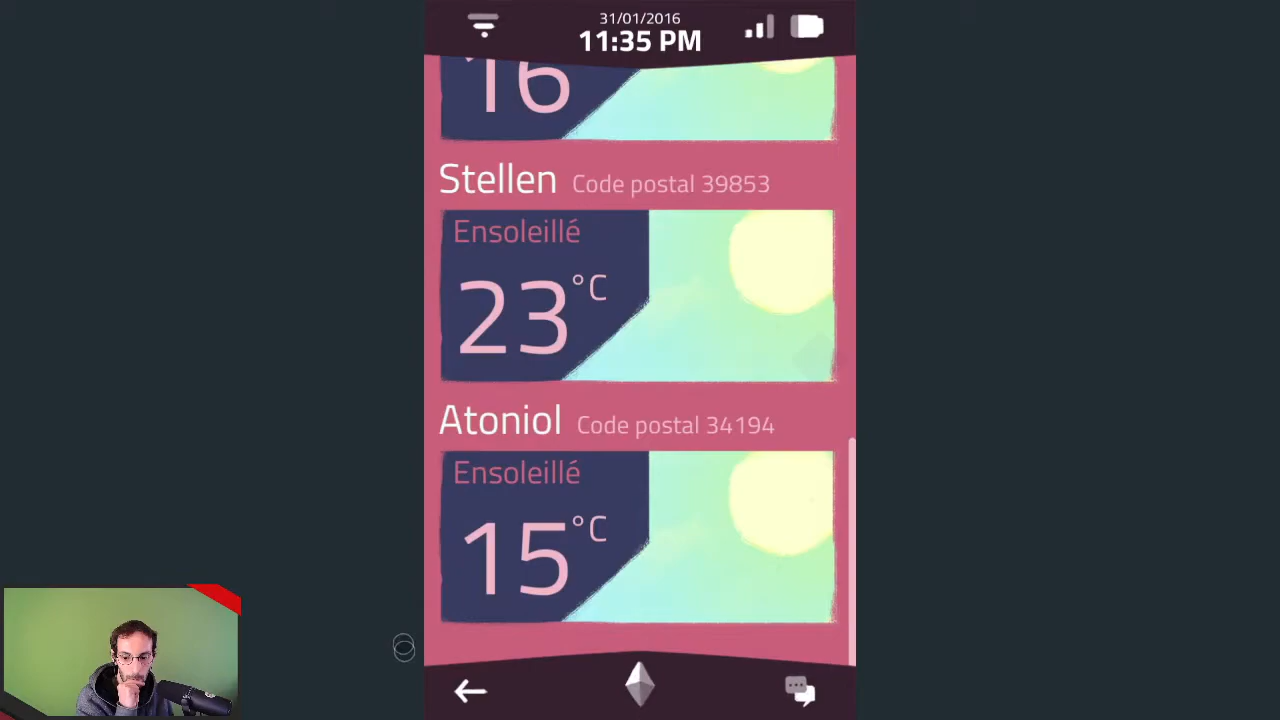 31/01/2016
11:35 PM
16
Stellen Code postal 39853
Ensoleillé
23 °C
Atoniol Code postal 34194
Ensoleillé
15 °C